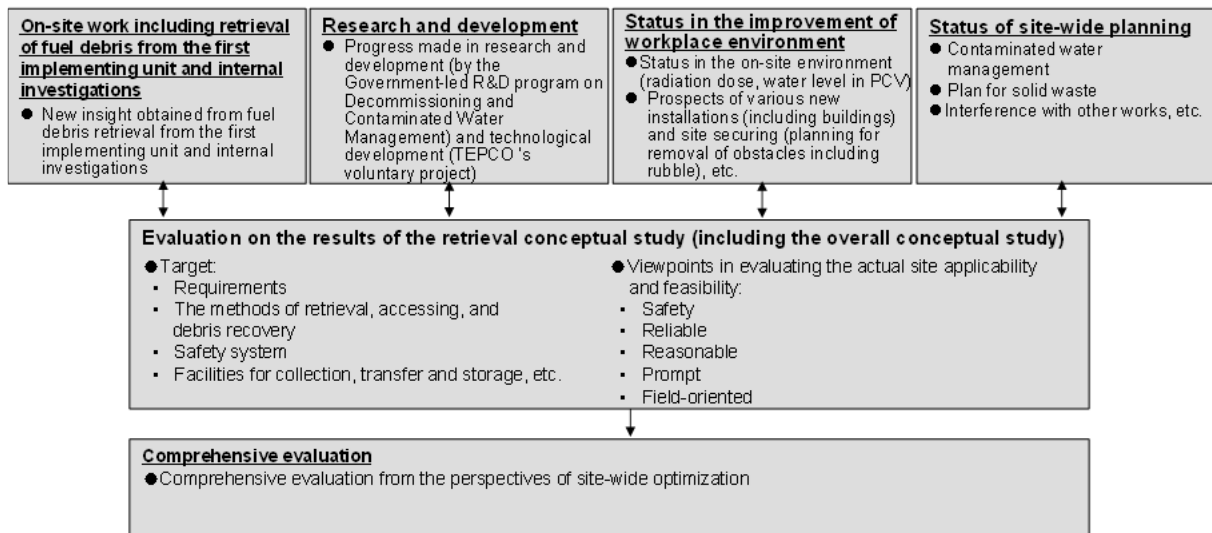 On-site work including retrieval
of fuel debris from the first
implementing unit and internal
investigations
● New insight obtained from fuel
debris retrieval from the first
implementing unit and internal
investigations
Research and development
● Progress made in research and
development (by the
Government-led R&D program on
Decommissioning and
Contaminated Water
Management) and technological
development (TEPCO 's
voluntary project)
Status in the improvement of
workplace environment
●Status in the on-site environment
(radiation dose, water level in PCV)
● Prospects of various new
installations (including buildings)
and site securing (planning for
removal of obstacles including
rubble), etc.
Status of site-wide planning
● Contaminated water
management
● Plan for solid waste
●Interference with other works, etc.
Evaluation on the results of the retrieval conceptual study (including the overall conceptual study)
●Target:
▪ Requirements
▪ The methods of retrieval, accessing, and
debris recovery
▪ Safety system
▪ Facilities for collection, transfer and storage, etc.
●Viewpoints in evaluating the actual site applicability
and feasibility:
▪ Safety
▪ Reliable
▪ Reasonable
▪ Prompt
▪ Field-oriented
Comprehensive evaluation
●Comprehensive evaluation from the perspectives of site-wide optimization